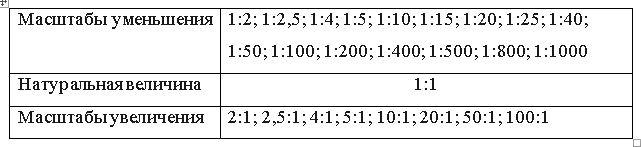 Масштабы уменьшения 1:2; 1:2,5; 1:4; 1:5; 1:10; 1:15; 1:20; 1:25; 1:40;
1:50; 1:100; 1:200; 1:400; 1:500; 1:800; 1:1000
Натуральная величина 1:1
Масштабы увеличения 2:1; 2,5:1; 4:1; 5:1; 10:1; 20:1; 50:1; 100:1